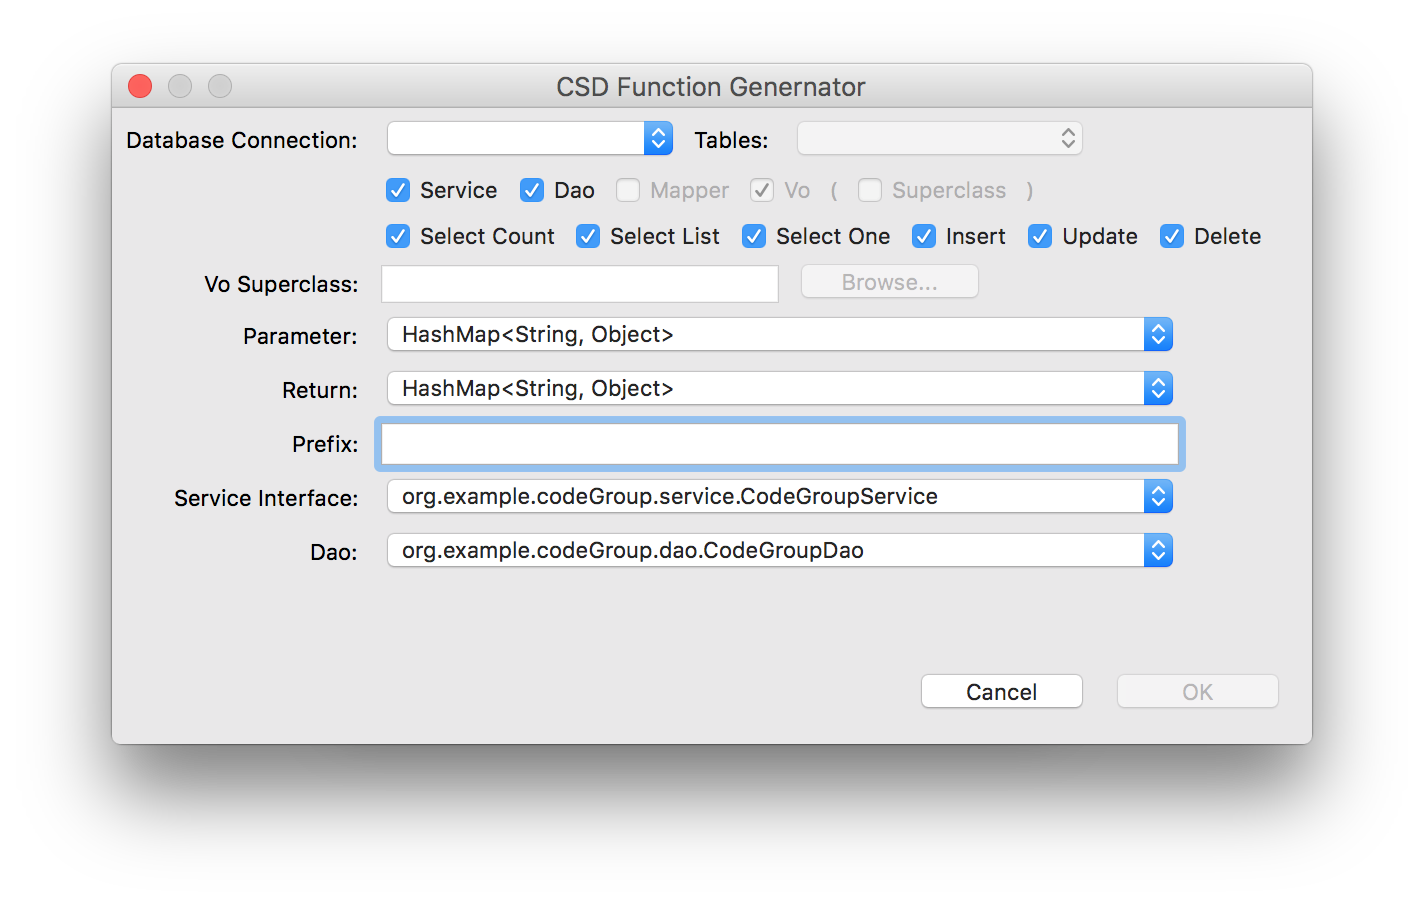 CSD Function Genernator
Database Connection: Tables:
Service Dao Mapper Vo ( Superclass )
Select Count Select List Select One Insert Update Delete
Vo Superclass: Browse...
Parameter: HashMap<String, Object>
Return: HashMap<String, Object>
Prefix:
Service Interface: org.example.codeGroup.service.CodeGroupService
Dao: org.example.codeGroup.dao.CodeGroupDao
Cancel OK